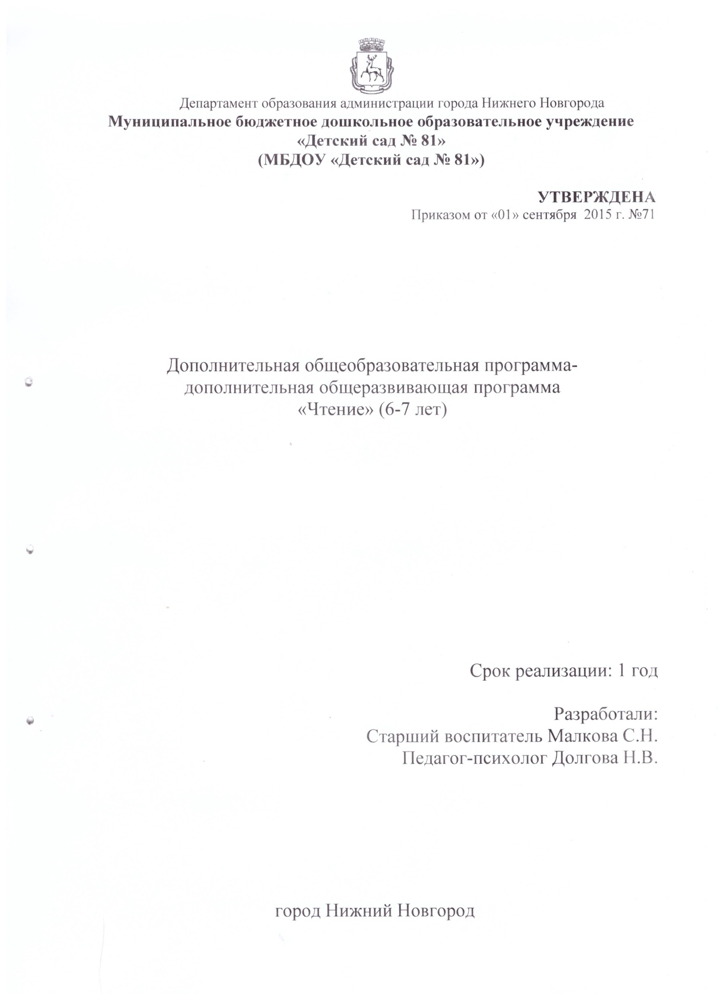 Департамент образования администрации города Нижнего Новгорода
Муниципальное бюджетное дошкольное образовательное учреждение
«Детский сад № 81»
(МБДОУ «Детский сад № 81»)
УТВЕРЖДЕНА
Приказом от «01» сентября 2015 г. №71
Дополнительная общеобразовательная программа-
дополнительная общеразвивающая программа
«Чтение» (6-7 лет)
Срок реализации: 1 год
Разработали:
Старший воспитатель Малкова С.Н.
Педагог-психолог Долгова Н.В.
город Нижний Новгород